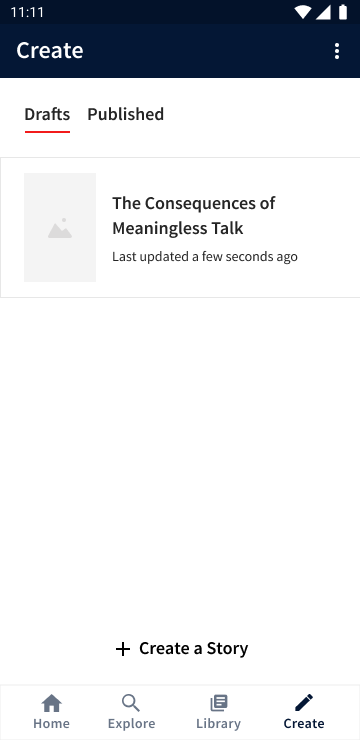 11:11
Create
Drafts Published
The Consequences of
Meaningless Talk
Last updated a few seconds ago
Create a Story
Home Explore Library Create